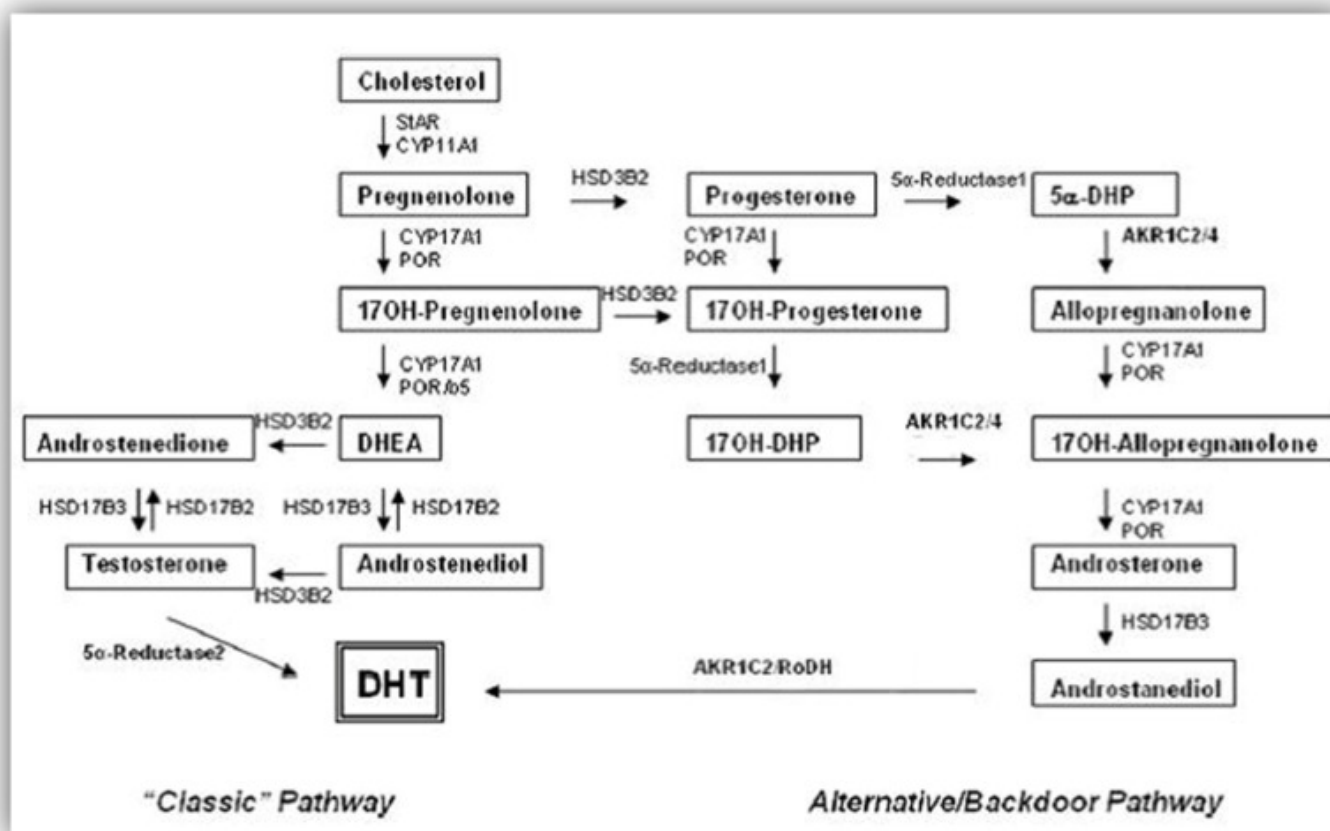 Cholesterol
StAR
CYP11A1
Pregnenolone
HSD3B2
Progesterone
5α-Reductase1
5α-DHP
CYP17A1
POR
CYP17A1
POR
AKR1C2/4
17OH-Pregnenolone
HSD3B2
17OH-Progesterone
Allopregnanolone
CYP17A1
POR/b5
5α-Reductase1
CYP17A1
POR
Androstenedione
HSD3B2
DHEA
17OH-DHP
AKR1C2/4
17OH-Allopregnanolone
HSD17B3
HSD17B2
HSD17B3
HSD17B2
CYP17A1
POR
Testosterone
HSD3B2
Androstenediol
Androsterone
5α-Reductase2
HSD17B3
DHT
AKR1C2/RoDH
Androstanediol
"Classic" Pathway
Alternative/Backdoor Pathway